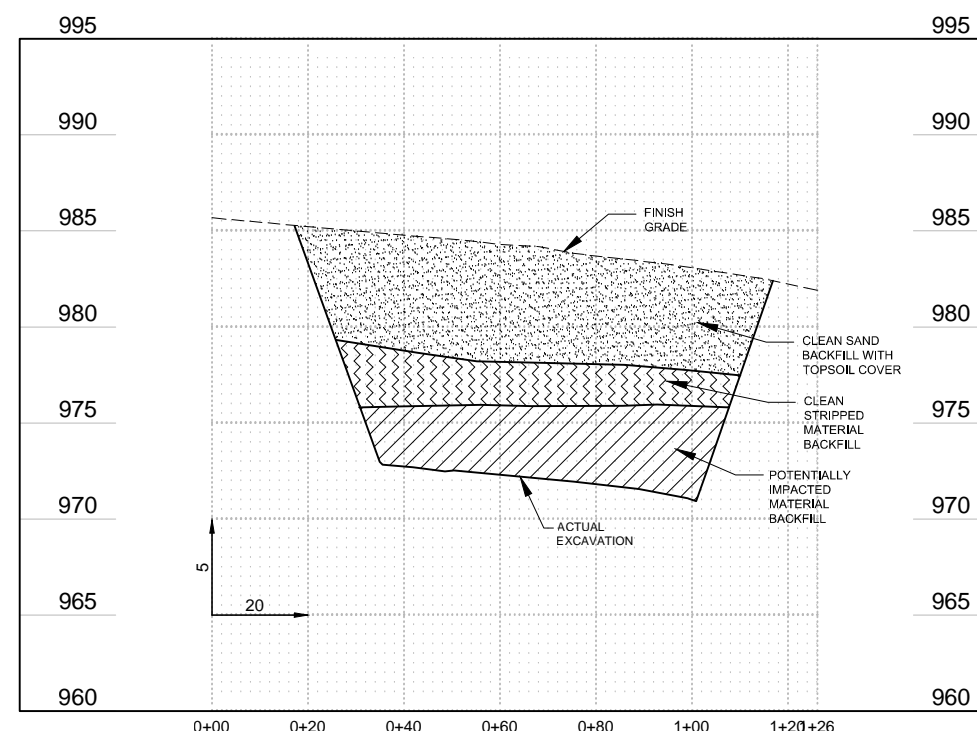 995 995
990 990
985 985
FINISH
GRADE
980 980
CLEAN SAND
BACKFILL WITH
TOPSOIL COVER
CLEAN
STRIPPED
MATERIAL
BACKFILL
975 975
POTENTIALLY
IMPACTED
MATERIAL
BACKFILL
970 970
ACTUAL
EXCAVATION
5
20
965 965
960 960
0+00 0+20 0+40 0+60 0+80 1+00 1+20 1+26